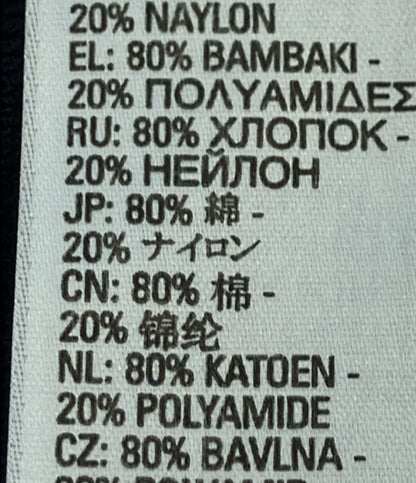 20% NAYLON
EL: 80% ΒΑΜΒΑΚΙ -
20% ΠΟΛΥΑΜΙΔΕΣ
RU: 80% ХЛОПОК -
20% НЕЙЛОН
JP: 80% 綿 -
20% ナイロン
CN: 80% 棉 -
20% 锦纶
NL: 80% KATOEN -
20% POLYAMIDE
CZ: 80% BAVLNA -